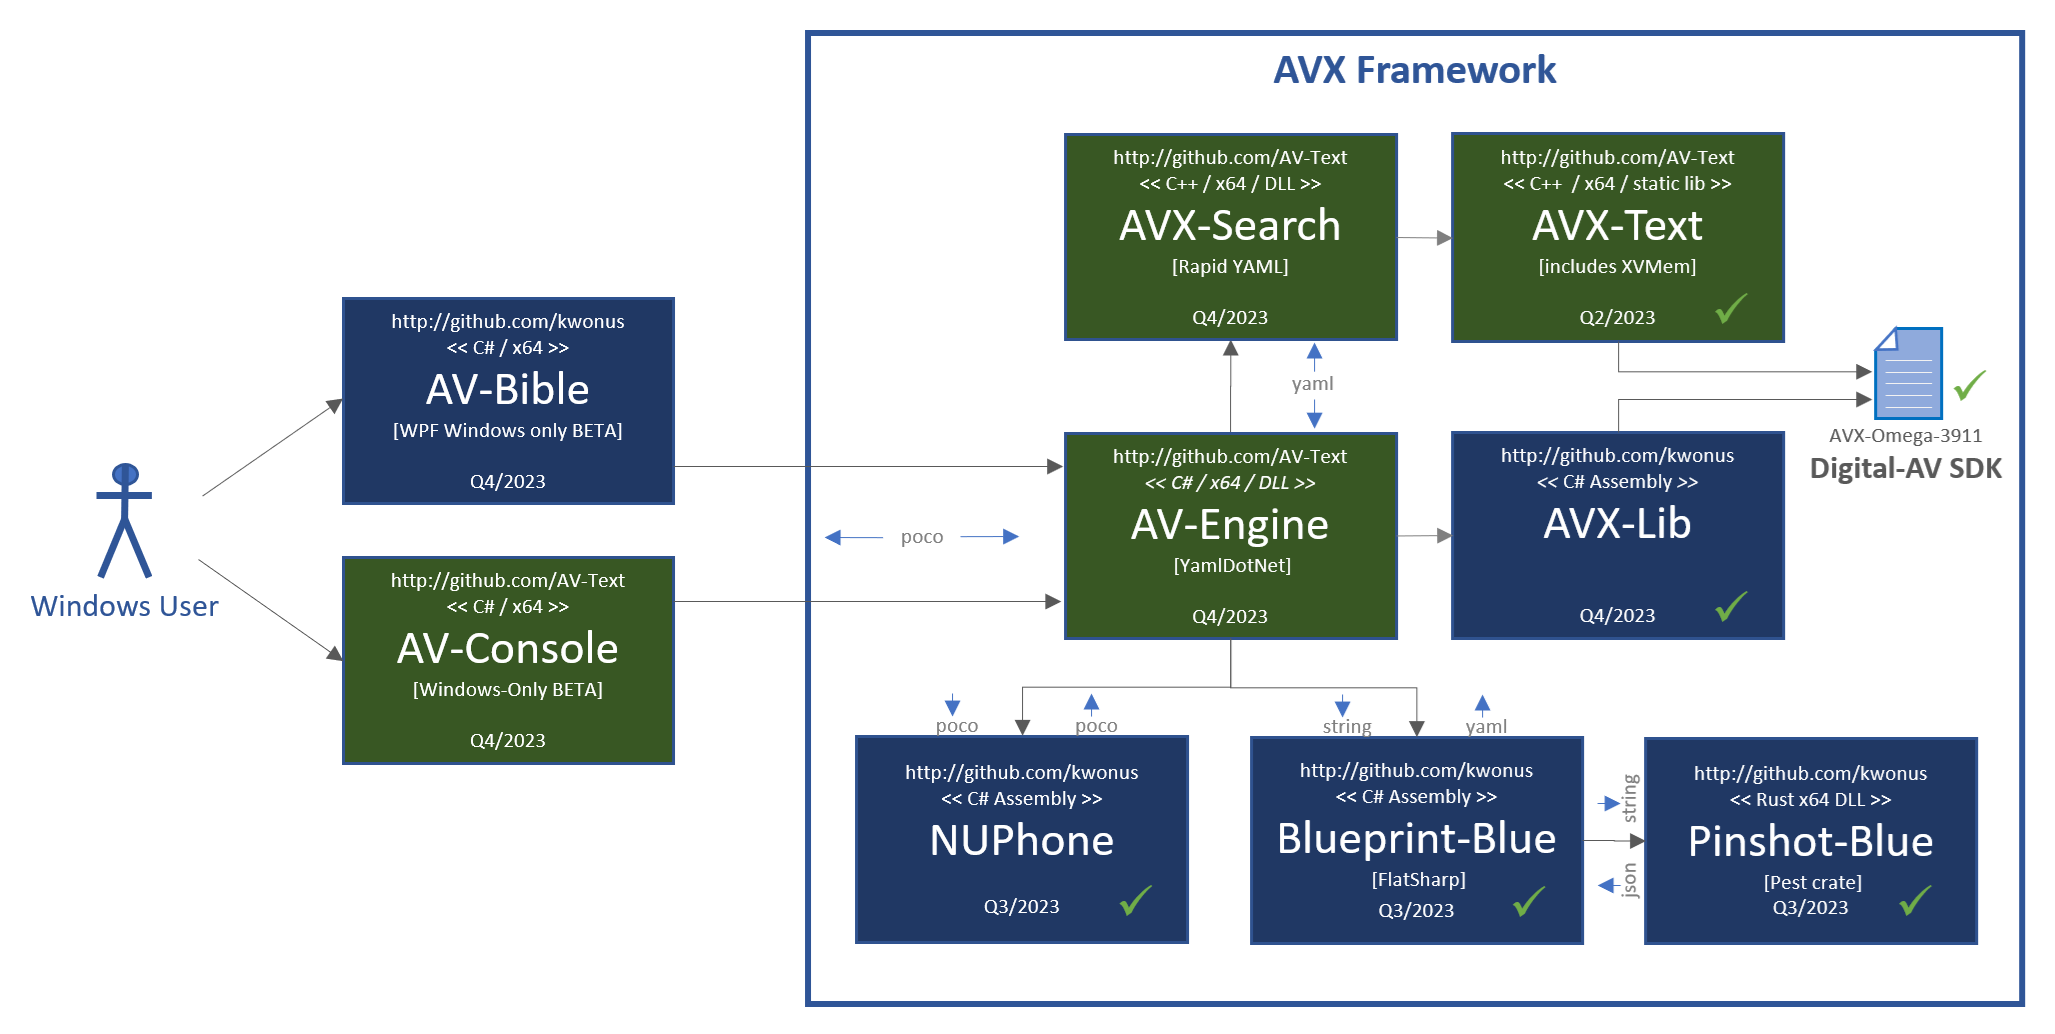 AVX Framework
http://github.com/AV-Text
<< C++ / x64 / DLL >>
AVX-Search
[Rapid YAML]
Q4/2023
http://github.com/AV-Text
<< C++  / x64 / static lib >>
AVX-Text
[includes XVMem]
Q2/2023
http://github.com/kwonus
<< C# / x64 >>
AV-Bible
[WPF Windows only BETA]
Q4/2023
yaml
AVX-Omega-3911
Digital-AV SDK
http://github.com/AV-Text
<< C# / x64 / DLL >>
AV-Engine
[YamlDotNet]
Q4/2023
http://github.com/kwonus
<< C# Assembly >>
AVX-Lib
Q4/2023
poco
Windows User
http://github.com/AV-Text
<< C# / x64 >>
AV-Console
[Windows-Only BETA]
Q4/2023
poco
poco
string
yaml
http://github.com/kwonus
<< C# Assembly >>
NUPhone
Q3/2023
http://github.com/kwonus
<< C# Assembly >>
Blueprint-Blue
[FlatSharp]
Q3/2023
string
json
http://github.com/kwonus
<< Rust x64 DLL >>
Pinshot-Blue
[Pest crate]
Q3/2023